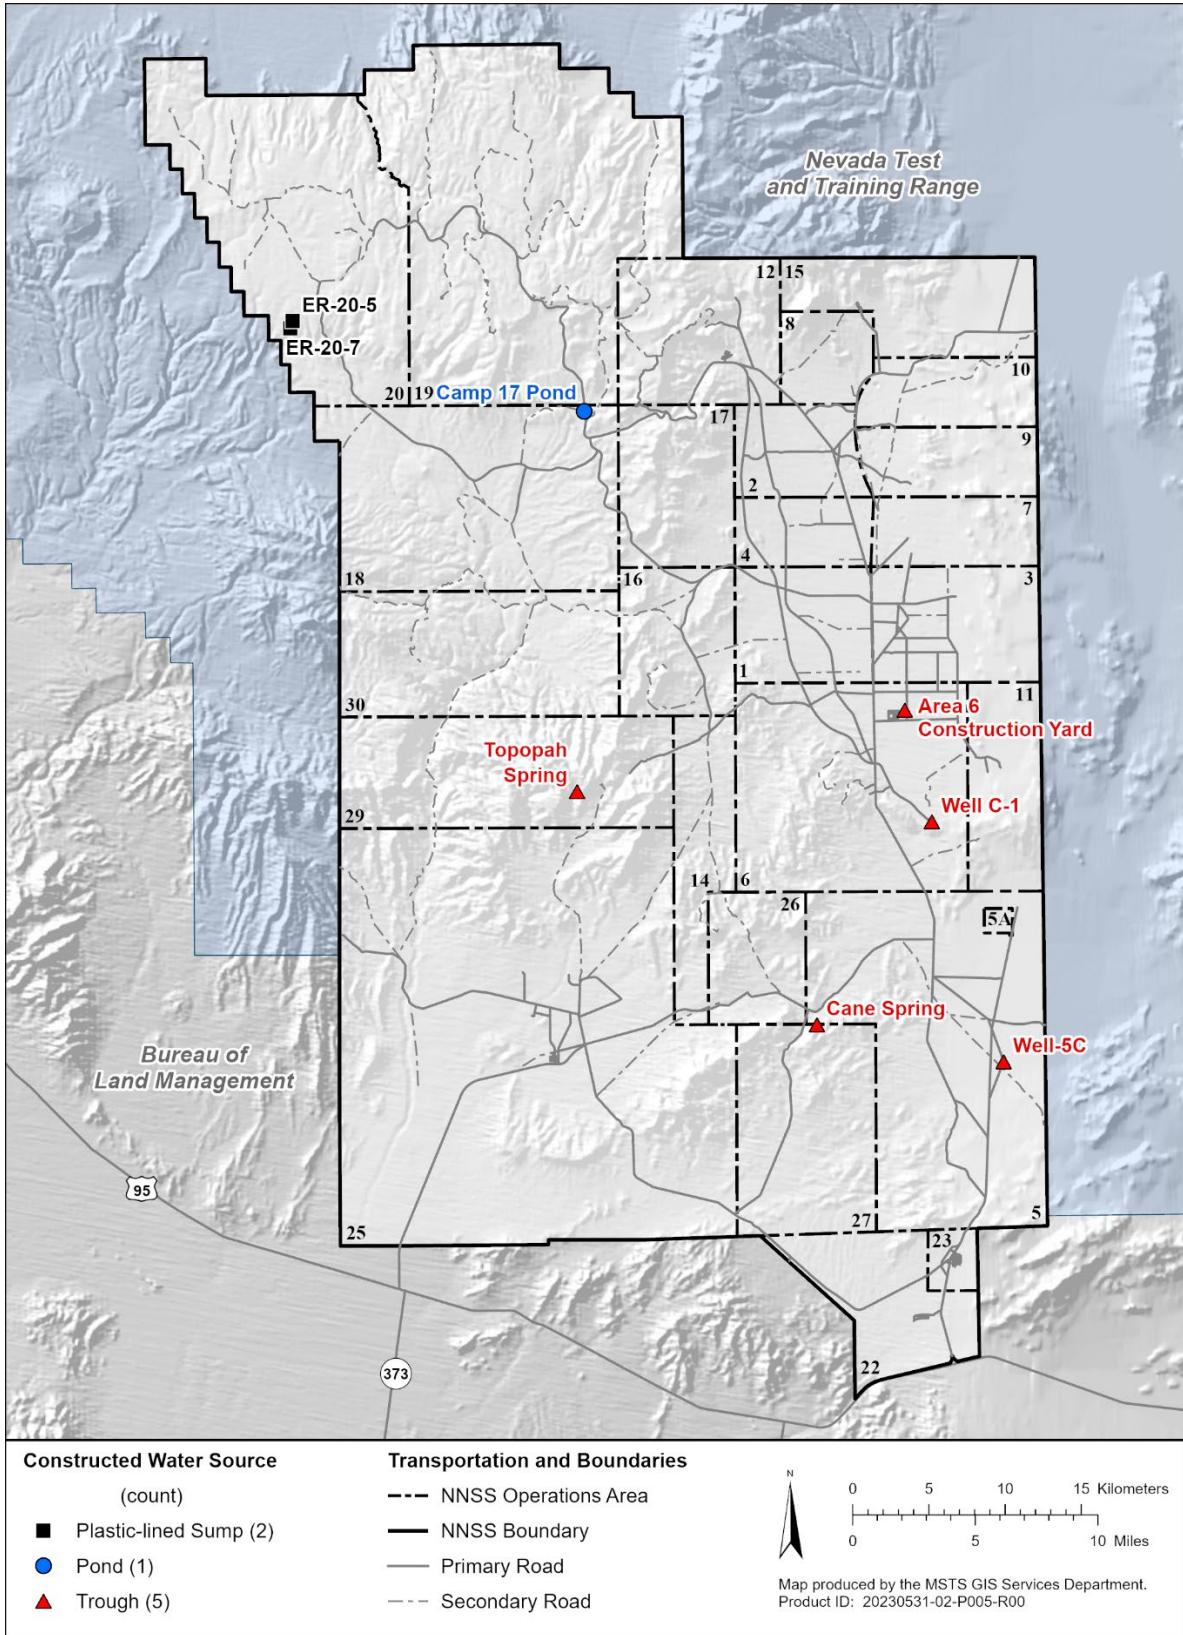 Nevada Test
and Training Range
12
15
8
ER-20-5
ER-20-7
10
20
19
Camp 17 Pond
17
9
2
7
4
18
16
3
1
30
11
Area 6
Construction Yard
Topopah
Spring
Well C-1
29
14
6
26
5A
Cane Spring
Well-5C
Bureau of
Land Management
95
25
27
5
23
22
373
Constructed Water Source
(count)
Plastic-lined Sump (2)
Pond (1)
Trough (5)
Transportation and Boundaries
NNSS Operations Area
NNSS Boundary
Primary Road
Secondary Road
N
0 5 10 15 Kilometers
0 5 10 Miles
Map produced by the MSTS GIS Services Department.
Product ID: 20230531-02-P005-R00